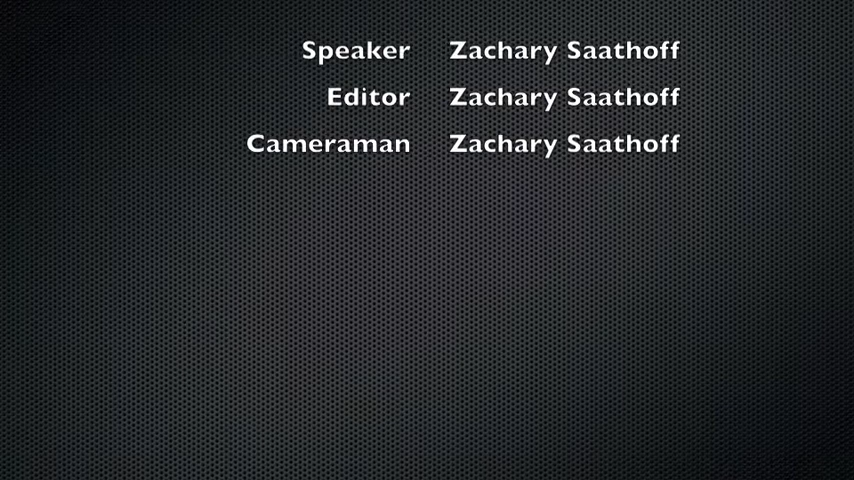 Speaker Zachary Saathoff
Editor Zachary Saathoff
Cameraman Zachary Saathoff